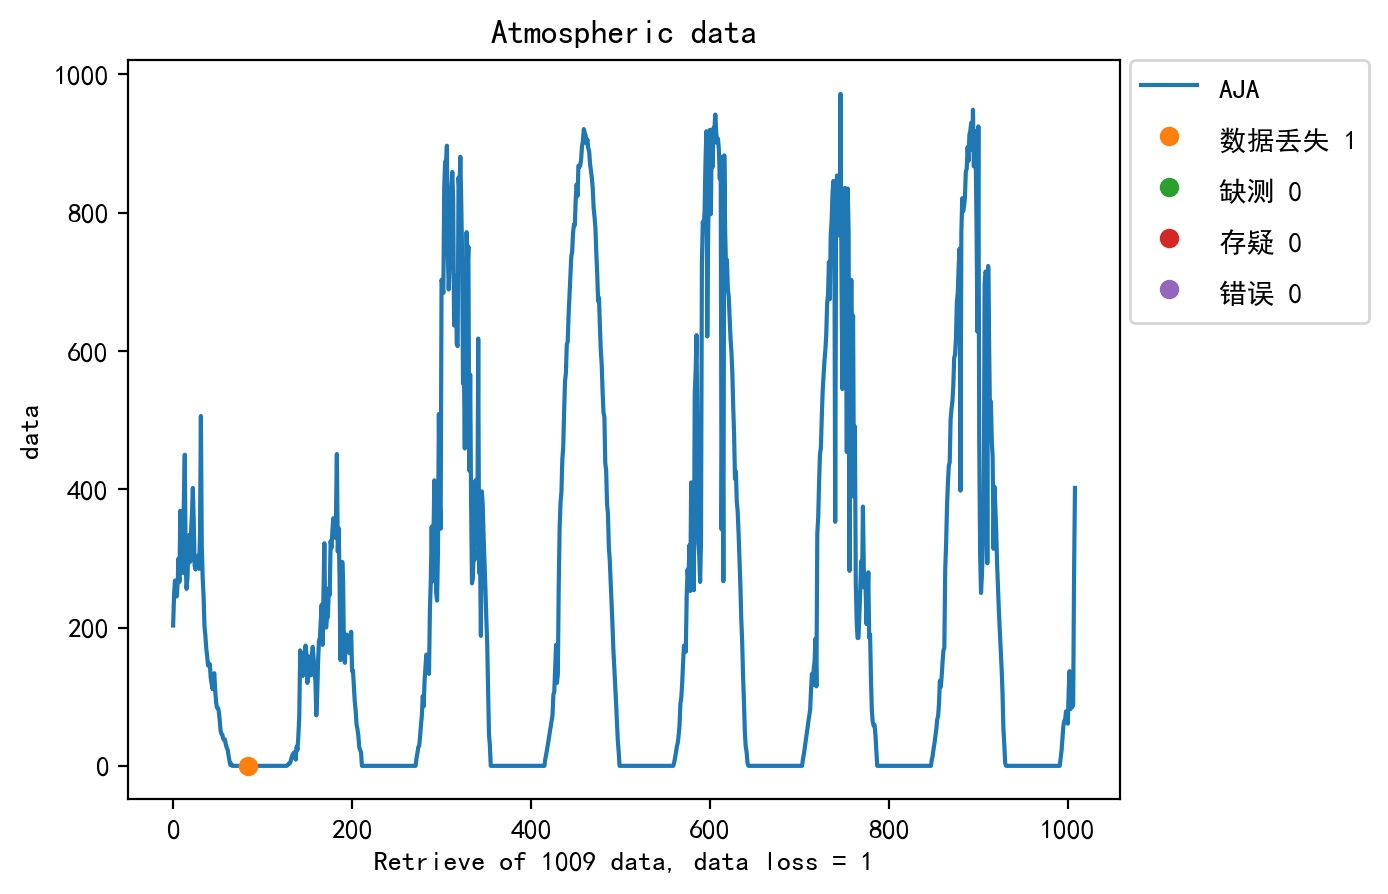 Atmospheric data
1000
800
600
400
200
0
data
0
200
400
600
800
1000
Retrieve of 1009 data, data loss = 1
AJA
数据丢失 1
缺测 0
存疑 0
错误 0